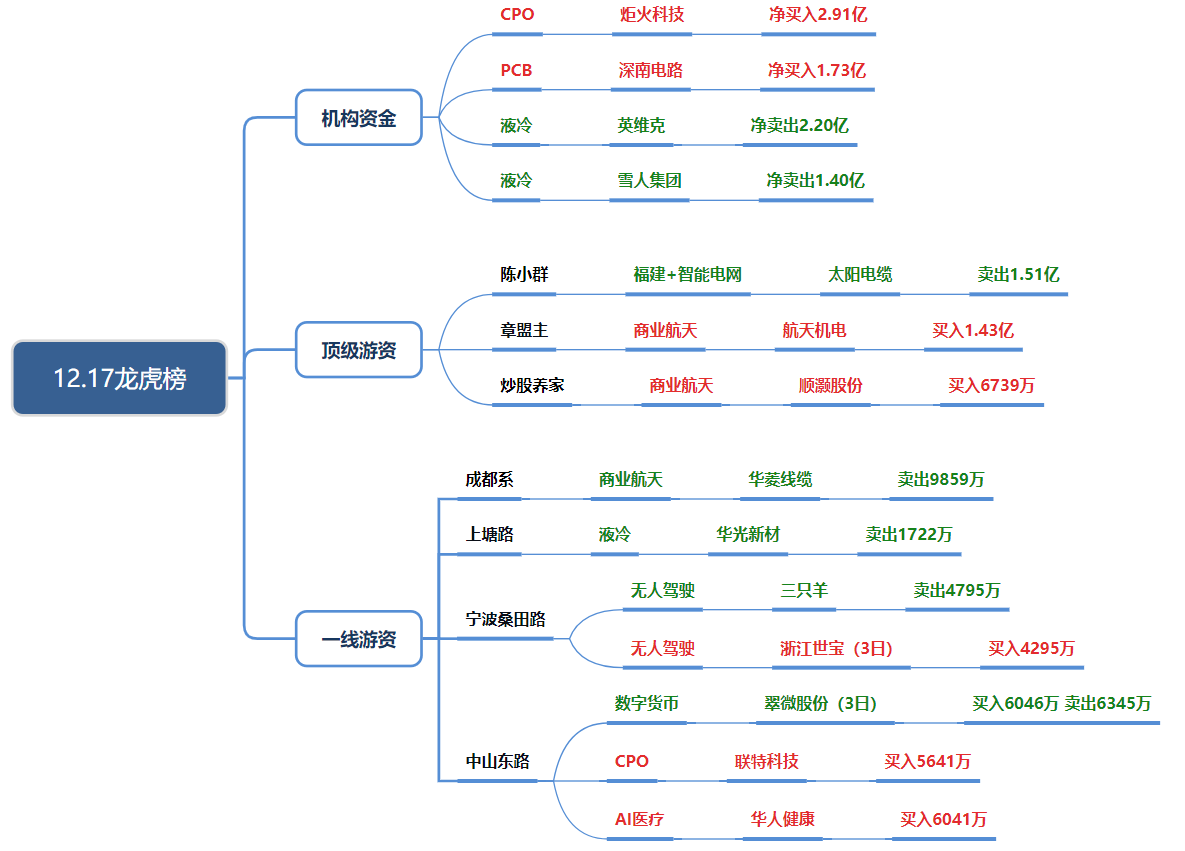 12.17龙虎榜
机构资金
CPO 炬火科技 净买入2.91亿
PCB 深南电路 净买入1.73亿
液冷 英维克 净卖出2.20亿
液冷 雪人集团 净卖出1.40亿
顶级游资
陈小群 福建+智能电网 太阳电缆 卖出1.51亿
章盟主 商业航天 航天机电 买入1.43亿
炒股养家 商业航天 顺灏股份 买入6739万
一线游资
成都系 商业航天 华菱线缆 卖出9859万
上塘路 液冷 华光新材 卖出1722万
宁波桑田路
无人驾驶 三只羊 卖出4795万
无人驾驶 浙江世宝（3日） 买入4295万
中山东路
数字货币 翠微股份（3日） 买入6046万 卖出6345万
CPO 联特科技 买入5641万
AI医疗 华人健康 买入6041万